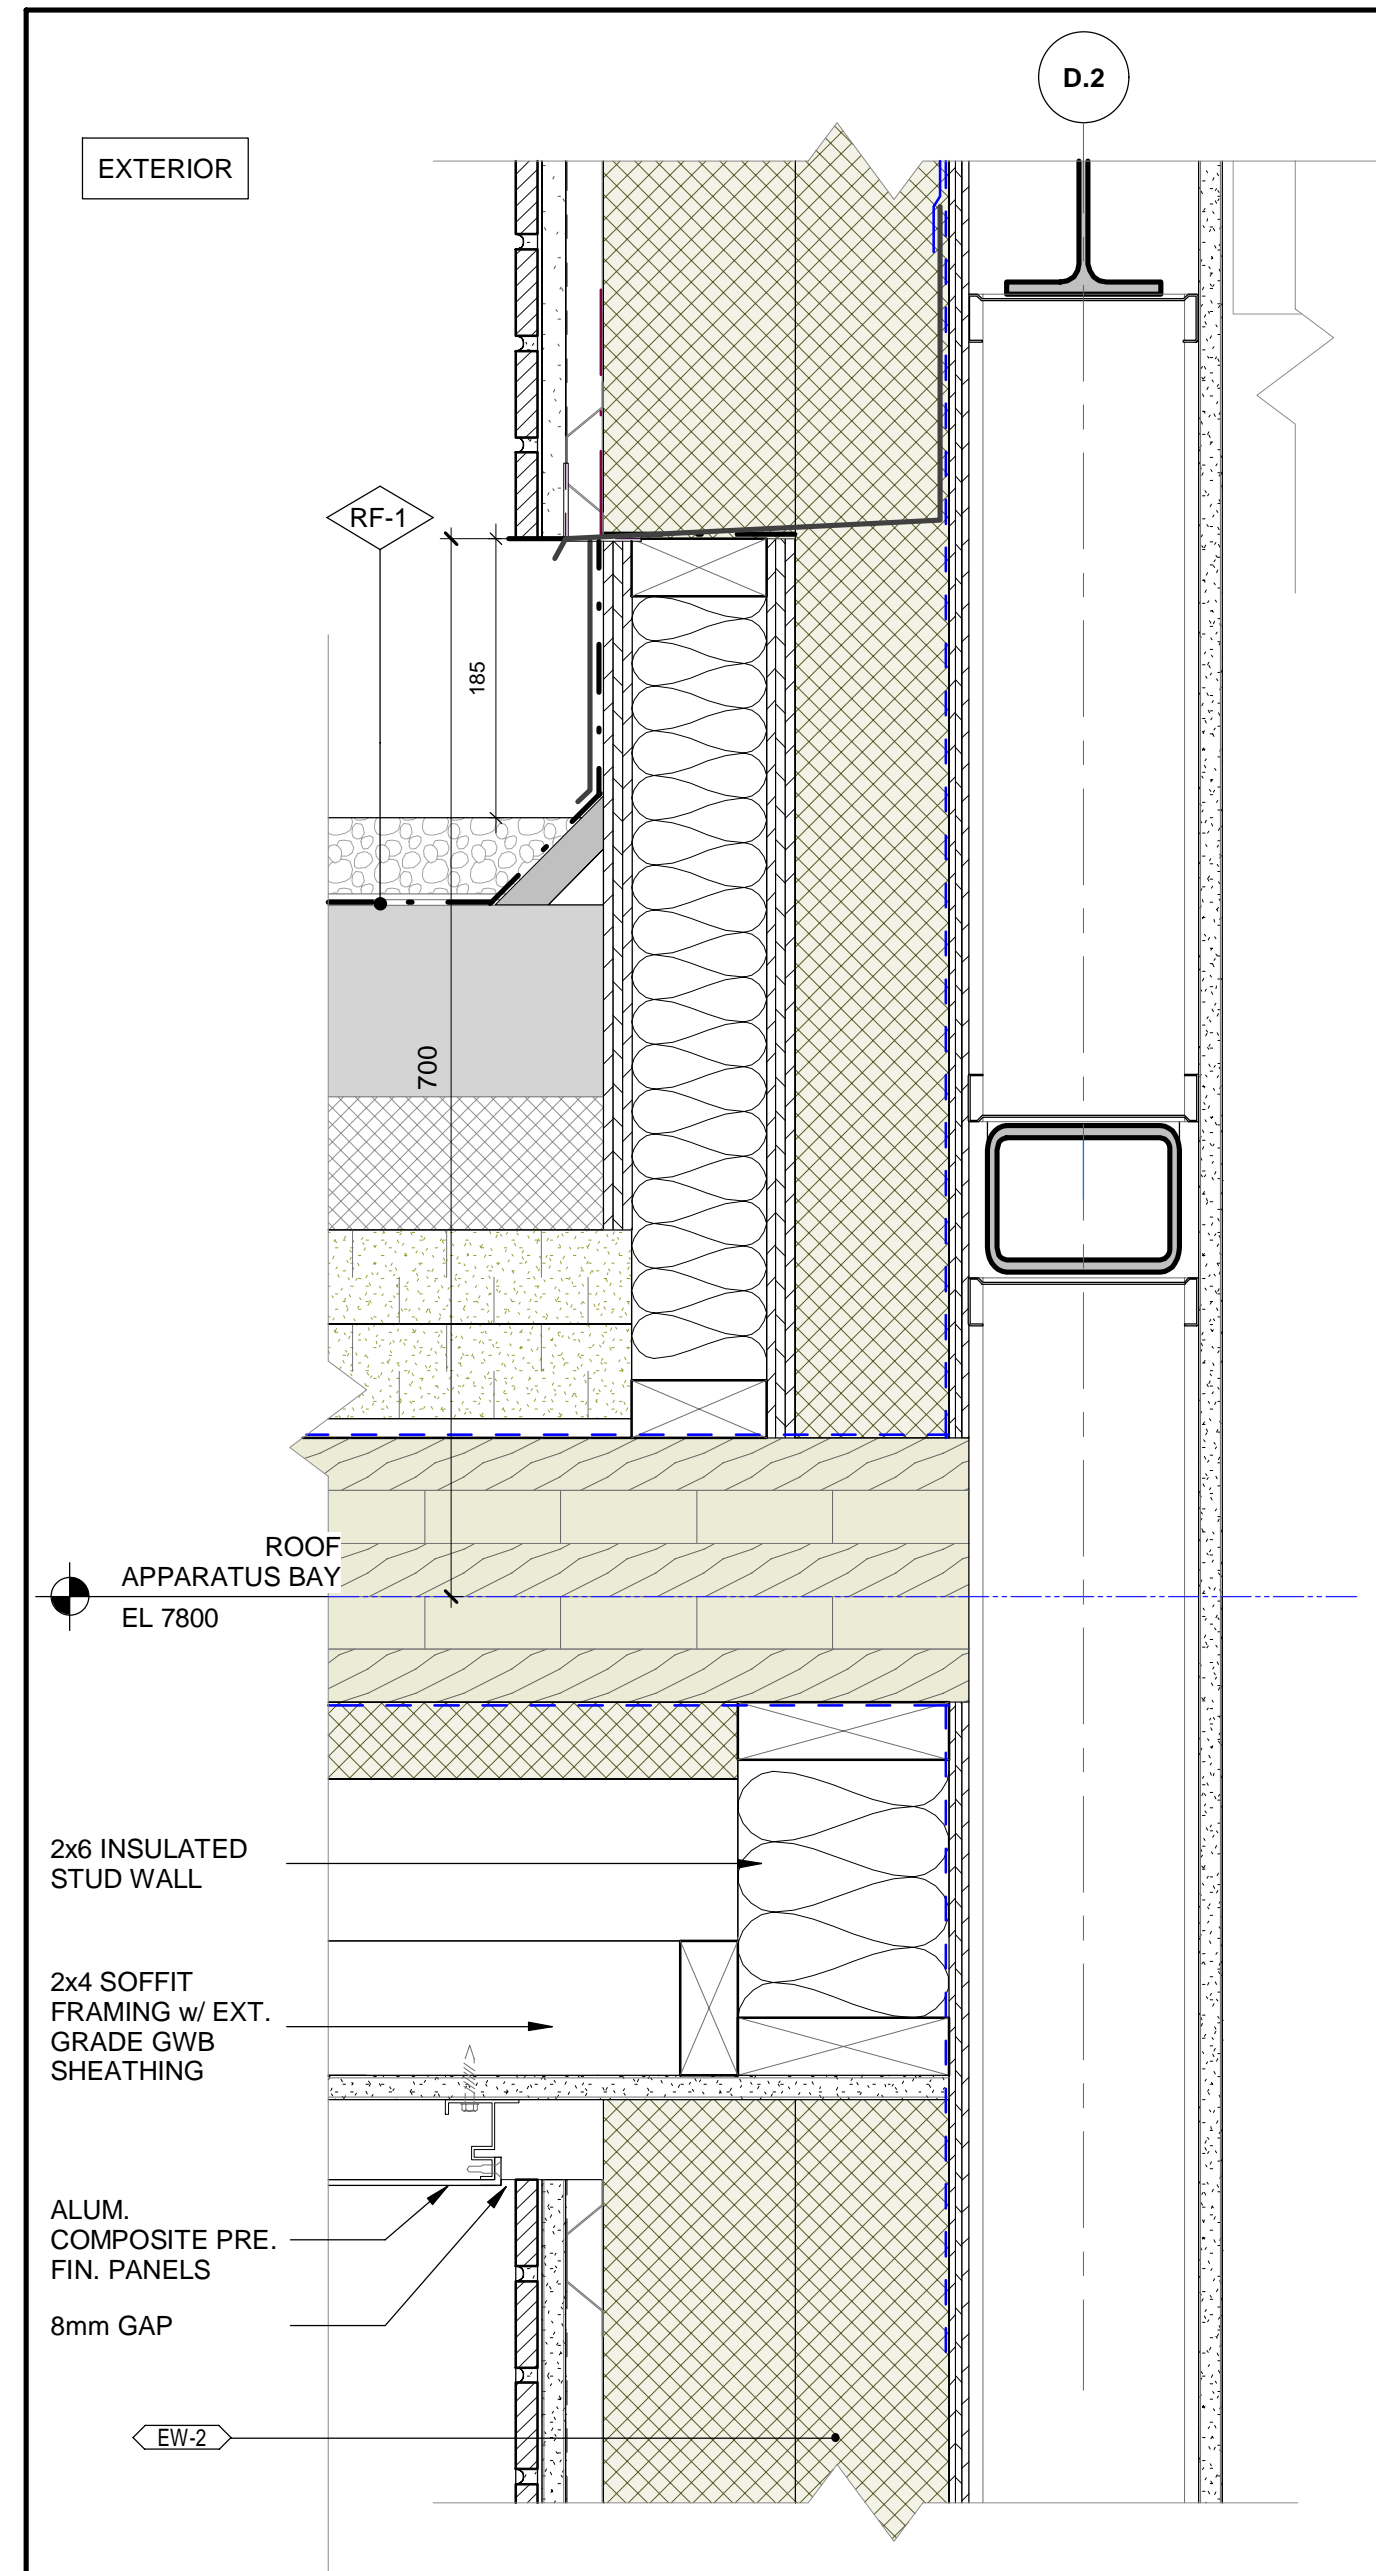 D.2
EXTERIOR
RF-1
185
700
ROOF
APPARATUS BAY
EL 7800
2x6 INSULATED
STUD WALL
2x4 SOFFIT
FRAMING w/ EXT.
GRADE GWB
SHEATHING
ALUM.
COMPOSITE PRE.
FIN. PANELS
8mm GAP
EW-2